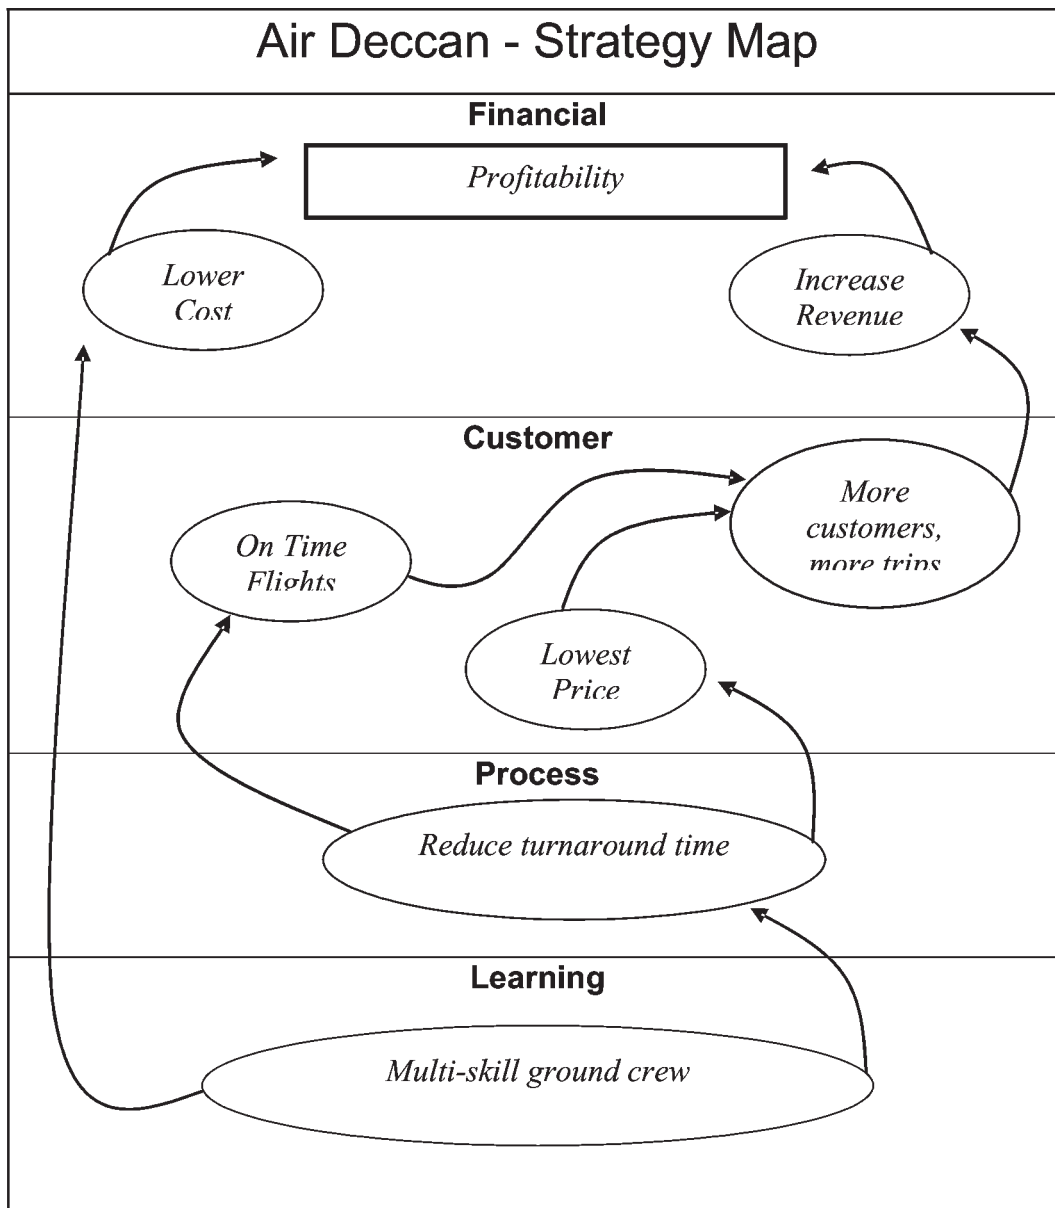 Air Deccan - Strategy Map
Financial
Profitability
Lower
Cost
Increase
Revenue
Customer
More
customers,
more trips
On Time
Flights
Lowest
Price
Process
Reduce turnaround time
Learning
Multi-skill ground crew